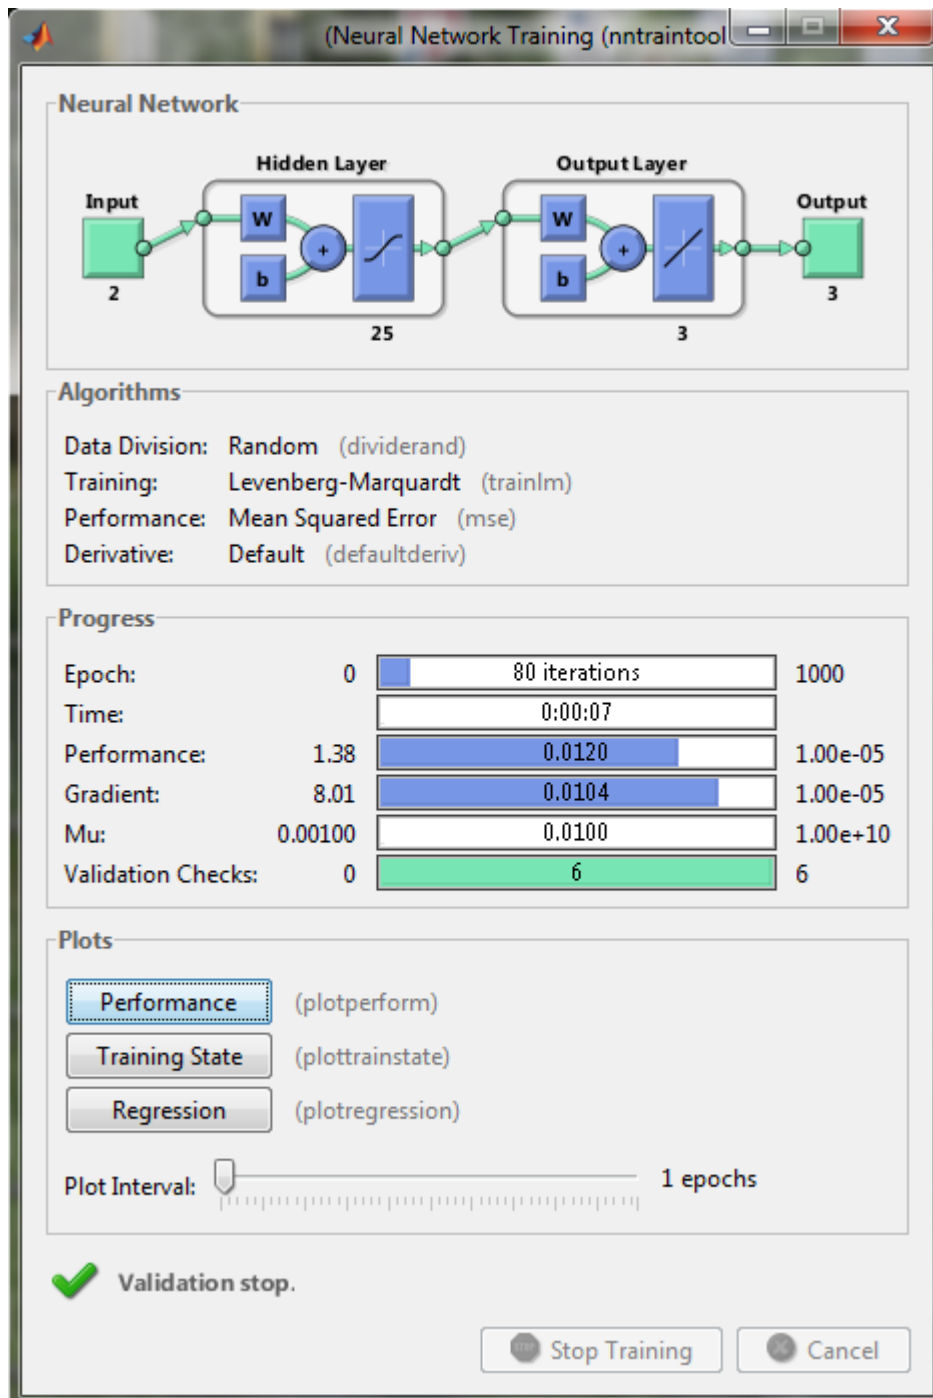 (Neural Network Training (nntraintool
Neural Network
Hidden Layer
Output Layer
Input
Output
W
b
+
W
b
+
2
25
3
3
Algorithms
Data Division: Random (dividerand)
Training: Levenberg-Marquardt (trainlm)
Performance: Mean Squared Error (mse)
Derivative: Default (defaultderiv)
Progress
Epoch: 0 80 iterations 1000
Time: 0:00:07
Performance: 1.38 0.0120 1.00e-05
Gradient: 8.01 0.0104 1.00e-05
Mu: 0.00100 0.0100 1.00e+10
Validation Checks: 0 6 6
Plots
Performance (plotperform)
Training State (plottrainstate)
Regression (plotregression)
Plot Interval: 1 epochs
Validation stop.
Stop Training Cancel